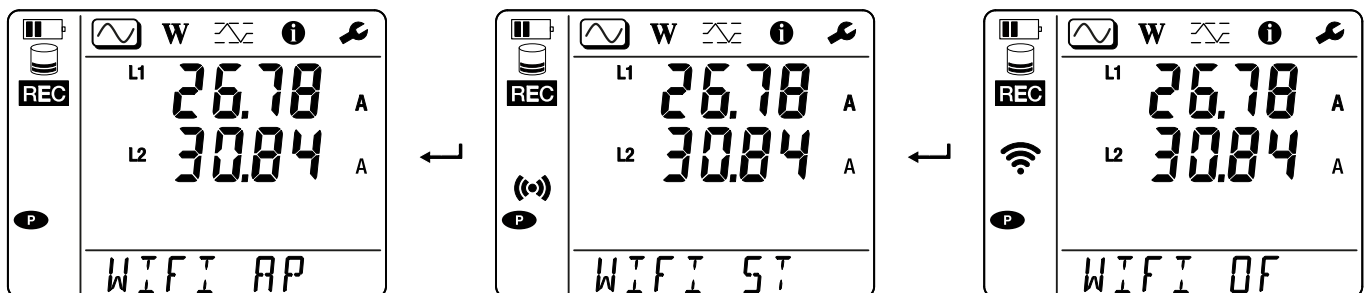 W
REC
L1 26.78 A
L2 30.84 A
P
WIFI AP
W
REC
L1 26.78 A
L2 30.84 A
P
WIFI ST
W
REC
L1 26.78 A
L2 30.84 A
P
WIFI OF